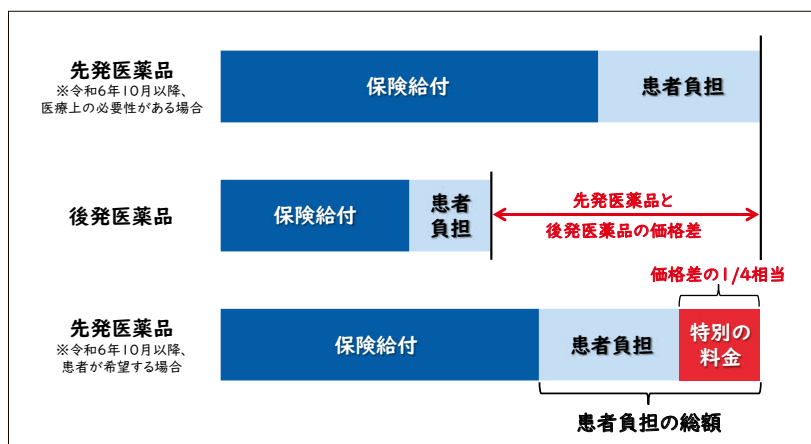 先発医薬品
※令和6年10月以降、
医療上の必要性がある場合
保険給付
患者負担
後発医薬品
保険給付
患者
負担
先発医薬品と
後発医薬品の価格差
価格差の1/4相当
先発医薬品
※令和6年10月以降、
患者が希望する場合
保険給付
患者負担
特別の
料金
患者負担の総額